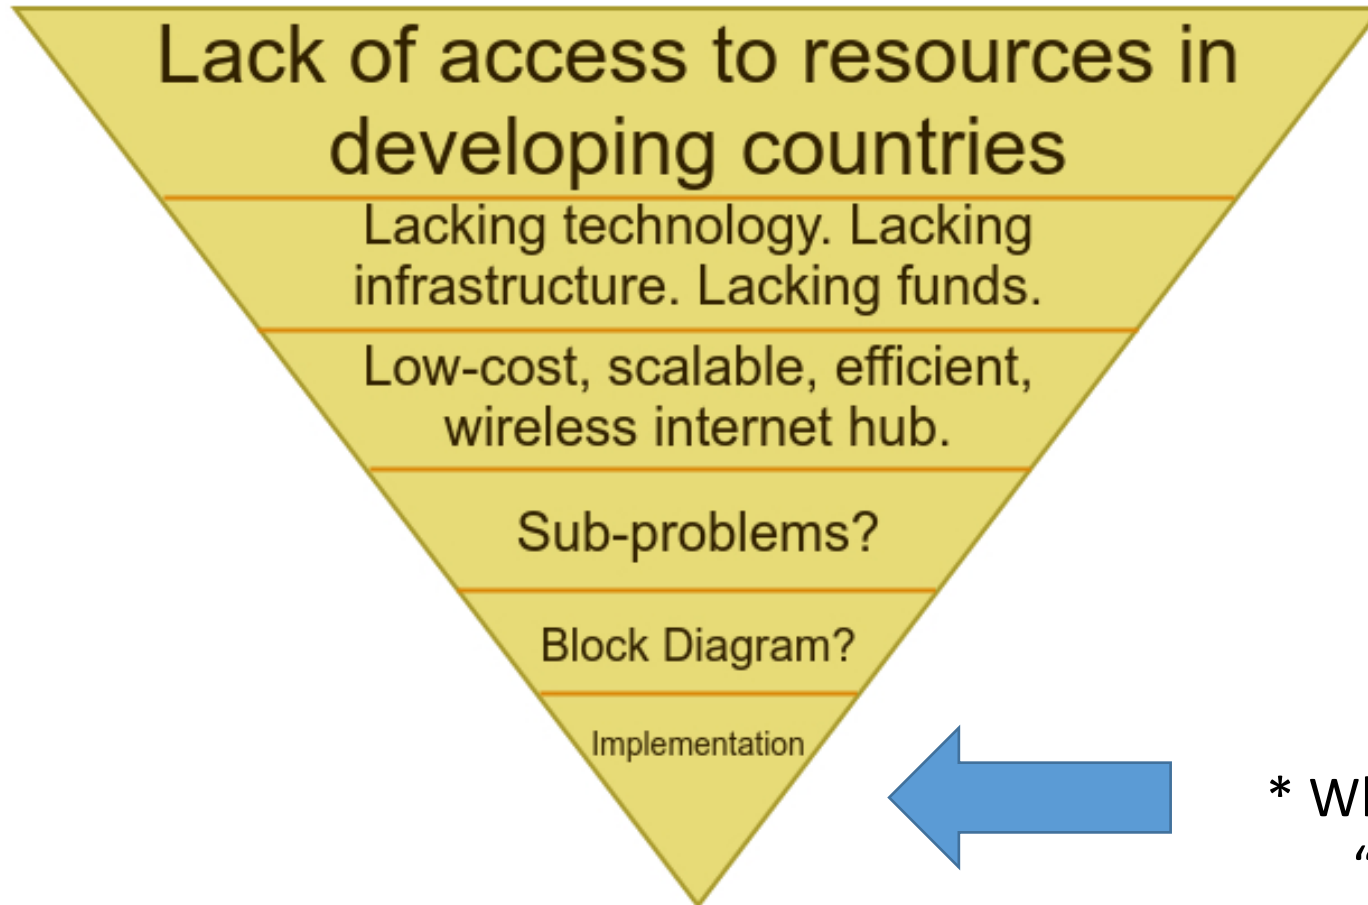 Lack of access to resources in
developing countries
Lacking technology. Lacking
infrastructure. Lacking funds.
Low-cost, scalable, efficient,
wireless internet hub.
Sub-problems?
Block Diagram?
Implementation
*
“